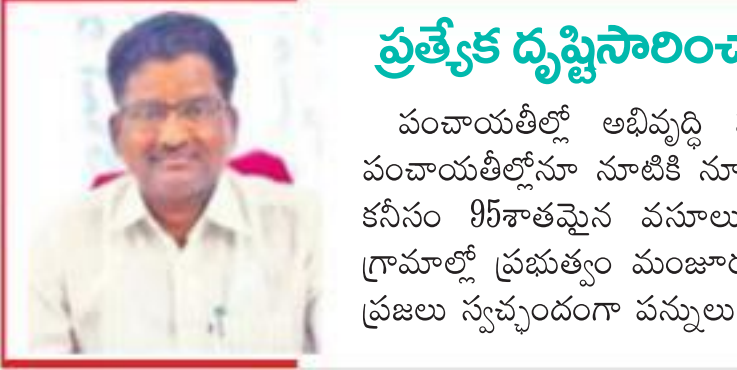 ప్రత్యేక దృష్టిసారించా
పంచాయతీల్లో అభివృద్ధి
పంచాయతీల్లోనూ నూటికి నూ
కనీసం 95శాతమైన వసూలు
గ్రామాల్లో ప్రభుత్వం మంజూరు
ప్రజలు స్వచ్ఛందంగా పన్నులు